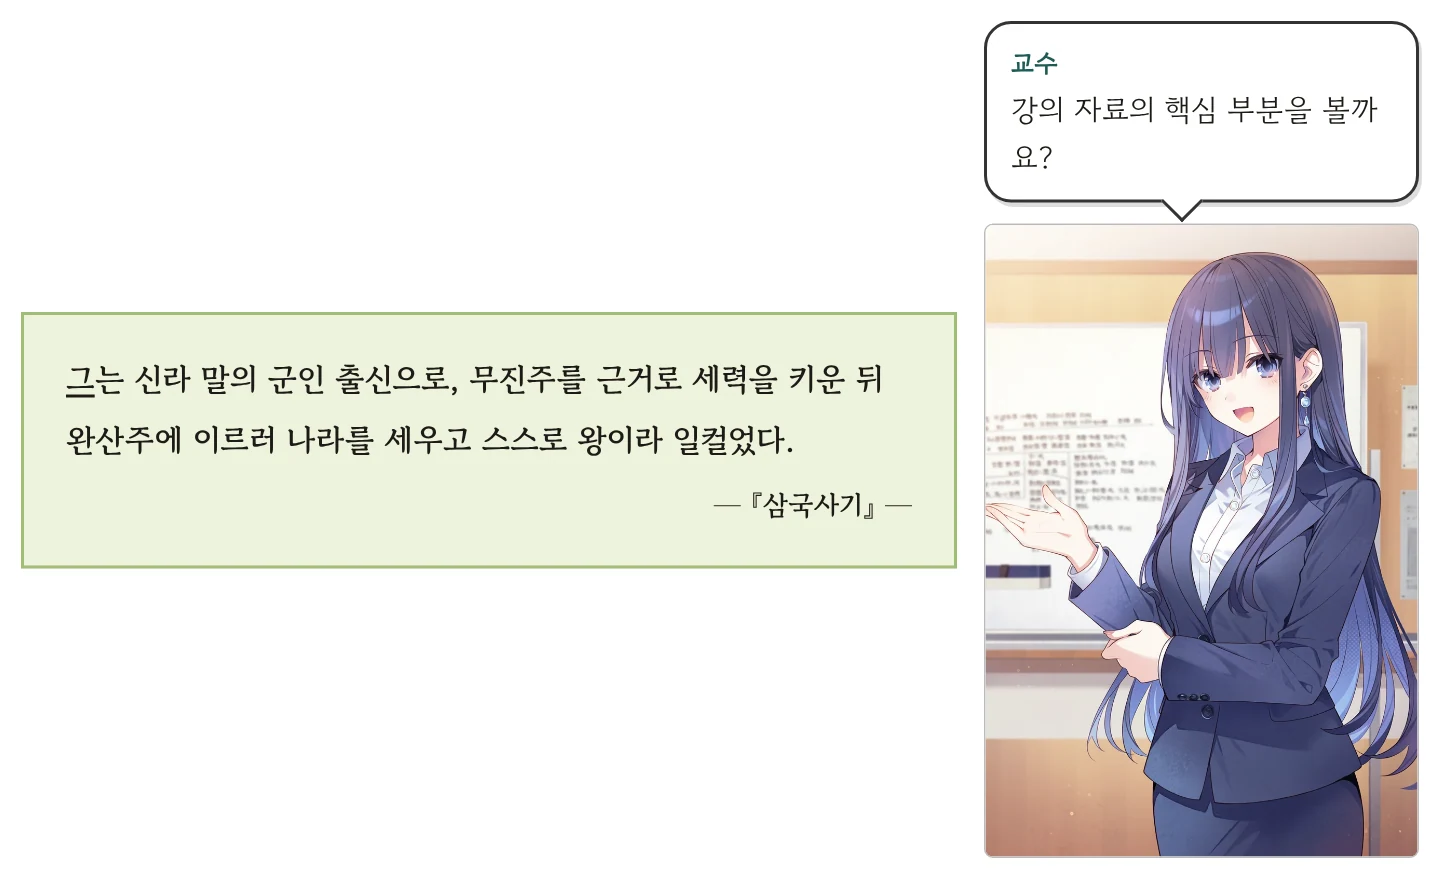 교수
강의 자료의 핵심 부분을 볼까
요?
그는 신라 말의 군인 출신으로, 무진주를 근거로 세력을 키운 뒤
완산주에 이르러 나라를 세우고 스스로 왕이라 일컬었다.
― 『삼국사기』 ―